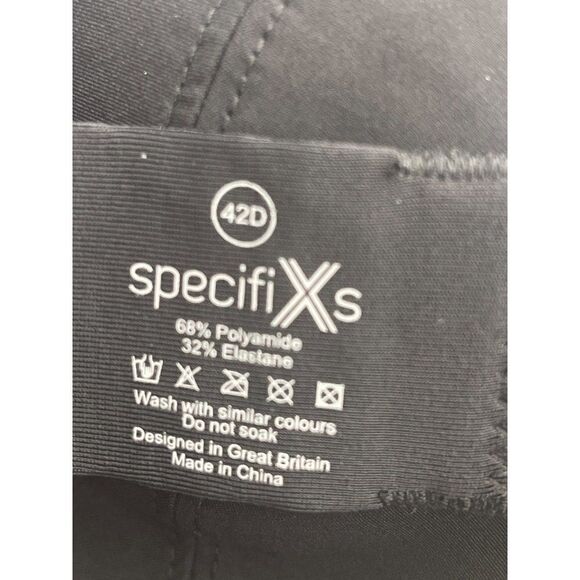 42D
specifiXs
68% Polyamide
32% Elastane
Wash with similar colours
Do not soak
Designed in Great Britain
Made in China